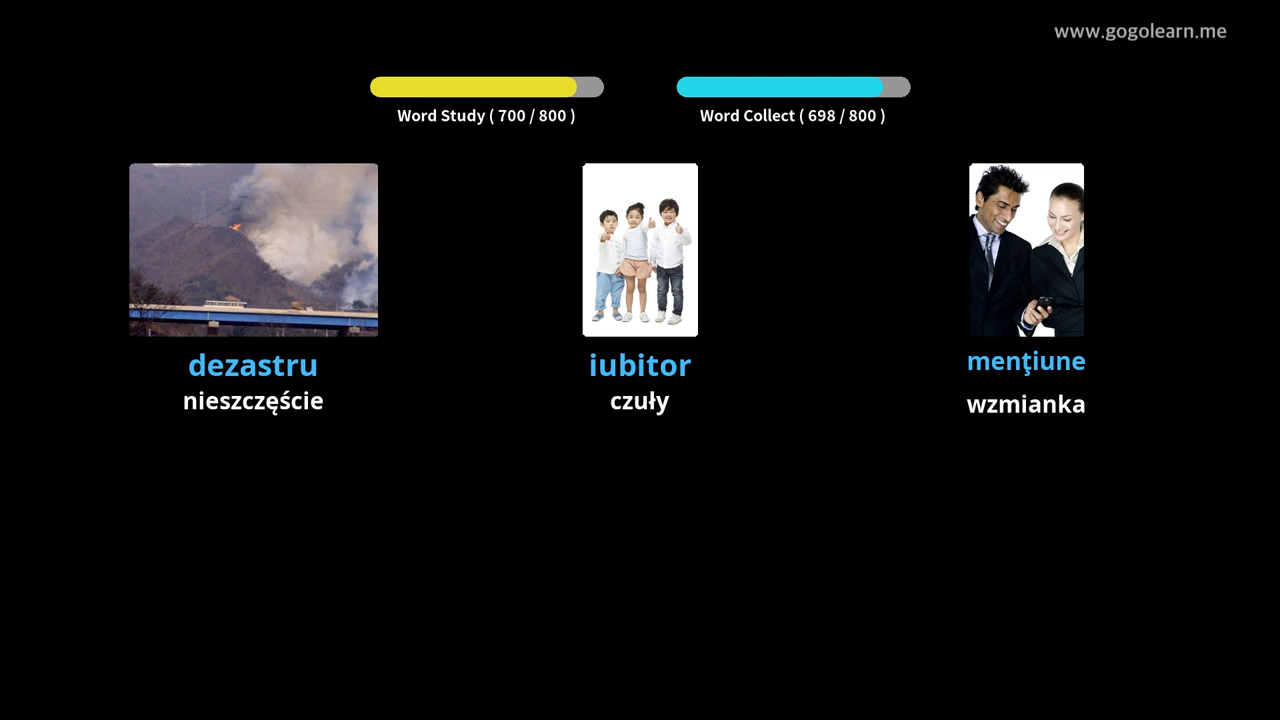 www.gogolearn.me
Word Study ( 700 / 800 )
Word Collect ( 698 / 800 )
dezastru
nieszczęście
iubitor
czuły
menţiune
wzmianka